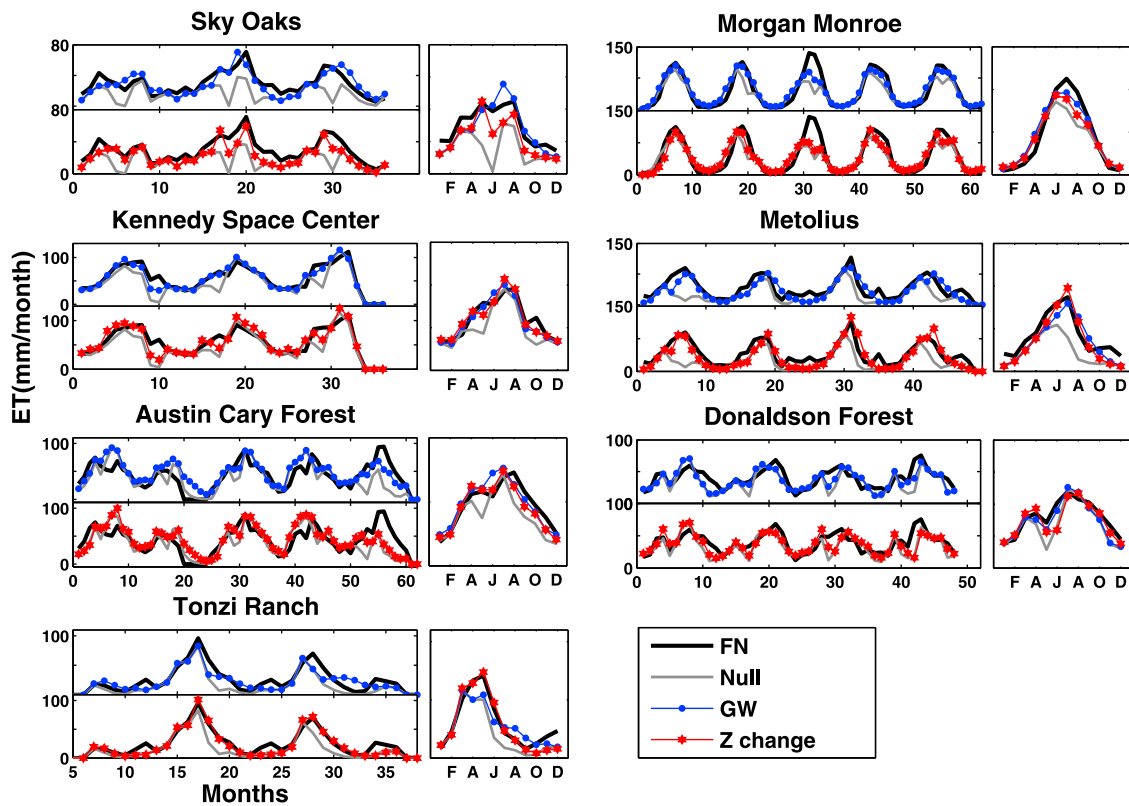 Sky Oaks
80
80
0
0 10 20 30
F A J A O D
Morgan Monroe
150
150
0
0 10 20 30 40 50 60
F A J A O D
Kennedy Space Center
100
0
100
0
0 10 20 30
F A J A O D
Metolius
150
150
0
0 10 20 30 40 50
F A J A O D
ET(mm/month)
Austin Cary Forest
100
100
0
0 10 20 30 40 50 60
F A J A O D
Donaldson Forest
100
100
0
0 10 20 30 40 50
F A J A O D
Tonzi Ranch
100
100
0
5 15 25 35
F A J A O D
Months
FN
Null
GW
Z change